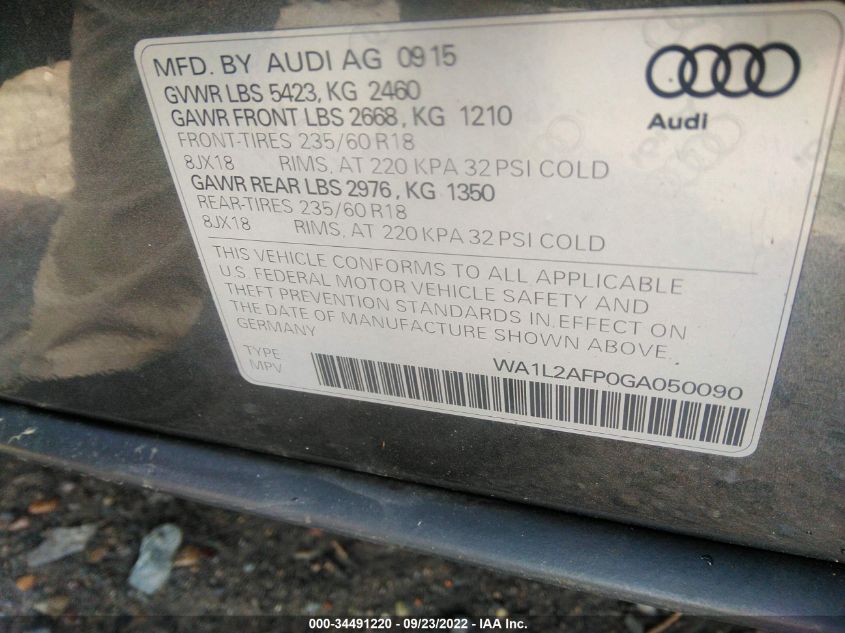 MFD. BY AUDI AG 0915
GVWR LBS 5423, KG 2460
GAWR FRONT LBS 2668, KG 1210
FRONT-TIRES 235/60 R18
8JX18 RIMS, AT 220 KPA 32 PSI COLD
GAWR REAR LBS 2976, KG 1350
REAR-TIRES 235/60 R18
8JX18 RIMS, AT 220 KPA 32 PSI COLD
Audi
THIS VEHICLE CONFORMS TO ALL APPLICABLE
U.S. FEDERAL MOTOR VEHICLE SAFETY AND
THEFT PREVENTION STANDARDS IN EFFECT ON
THE DATE OF MANUFACTURE SHOWN ABOVE.
GERMANY
TYPE WA1L2AFP0GA050090
MPV
000-34491220 - 09/23/2022 - IAA Inc.